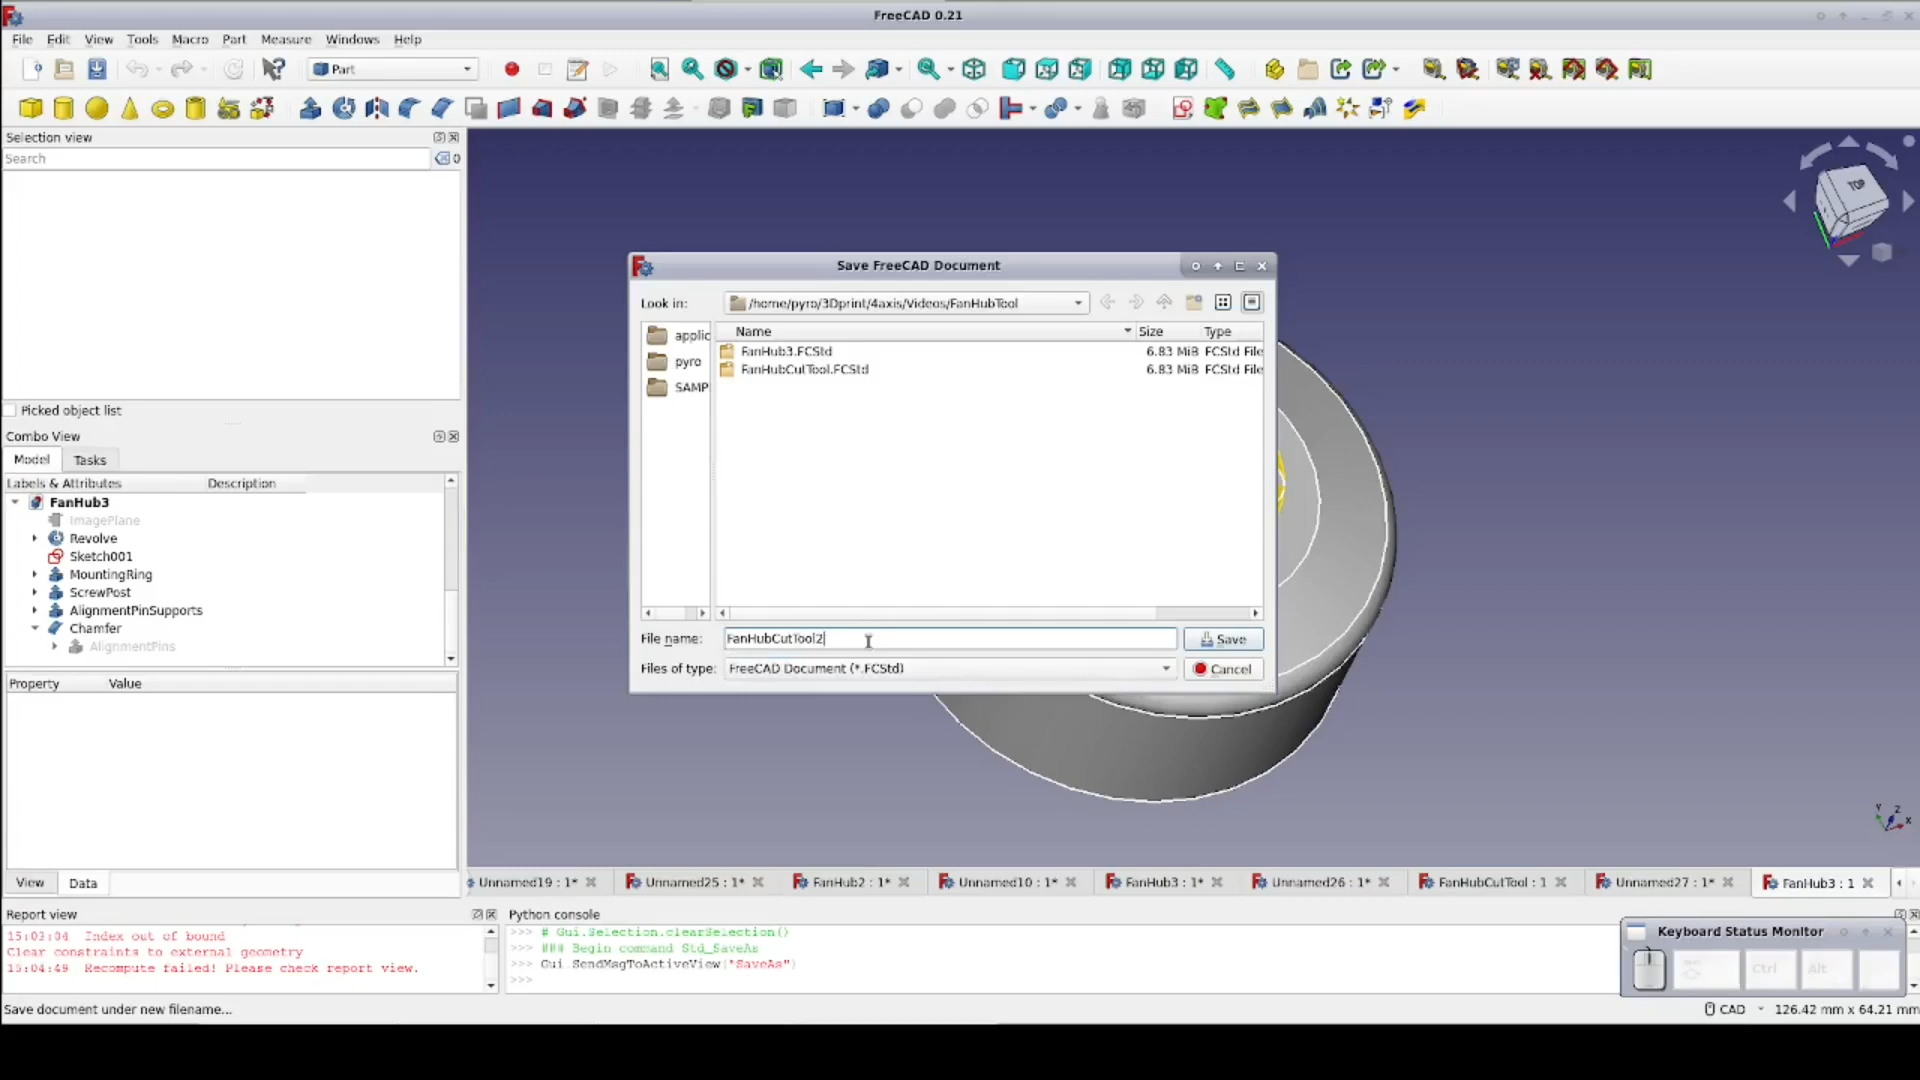 FreeCAD 0.21
File Edit View Tools Macro Part Measure Windows Help
Part
Selection view
Search
0
Picked object list
Combo View
Model Tasks
Labels & Attributes Description
FanHub3
ImagePlane
Revolve
Sketch001
MountingRing
ScrewPost
AlignmentPinSupports
Chamfer
AlignmentPins
Property Value
View Data
TOP
Save FreeCAD Document
Look in: /home/pyro/3Dprint/4axis/Videos/FanHubTool
applic
pyro
SAMP
Name Size Type
FanHub3.FCStd 6.83 MiB FCStd File
FanHubCutTool.FCStd 6.83 MiB FCStd File
File name: FanHubCutTool2 Save
Files of type: FreeCAD Document (*.FCStd) Cancel
Y Z X
Unnamed19 : 1* Unnamed25 : 1* FanHub2 : 1* Unnamed10 : 1* FanHub3 : 1* Unnamed26 : 1* FanHubCutTool : 1 Unnamed27 : 1* FanHub3 : 1
Report view
15:03:04 Index out of bound
Clear constraints to external geometry
15:04:49 Recompute failed! Please check report view.
Python console
>>> # Gui.Selection.clearSelection()
>>> ### Begin command Std_SaveAs
>>> Gui.SendMsgToActiveView("SaveAs")
>>>
Keyboard Status Monitor
Ctrl Alt
Save document under new filename...
CAD 126.42 mm x 64.21 mm